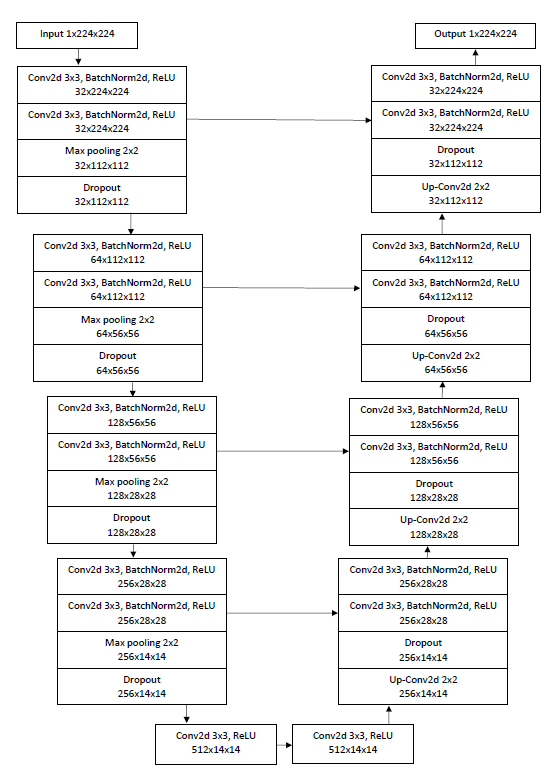 Input 1x224x224
Conv2d 3x3, BatchNorm2d, ReLU
32x224x224
Conv2d 3x3, BatchNorm2d, ReLU
32x224x224
Max pooling 2x2
32x112x112
Dropout
32x112x112
Conv2d 3x3, BatchNorm2d, ReLU
64x112x112
Conv2d 3x3, BatchNorm2d, ReLU
64x112x112
Max pooling 2x2
64x56x56
Dropout
64x56x56
Conv2d 3x3, BatchNorm2d, ReLU
128x56x56
Conv2d 3x3, BatchNorm2d, ReLU
128x56x56
Max pooling 2x2
128x28x28
Dropout
128x28x28
Conv2d 3x3, BatchNorm2d, ReLU
256x28x28
Conv2d 3x3, BatchNorm2d, ReLU
256x28x28
Max pooling 2x2
256x14x14
Dropout
256x14x14
Conv2d 3x3, ReLU
512x14x14
Conv2d 3x3, ReLU
512x14x14
Output 1x224x224
Conv2d 3x3, BatchNorm2d, ReLU
32x224x224
Conv2d 3x3, BatchNorm2d, ReLU
32x224x224
Dropout
32x112x112
Up-Conv2d 2x2
32x112x112
Conv2d 3x3, BatchNorm2d, ReLU
64x112x112
Conv2d 3x3, BatchNorm2d, ReLU
64x112x112
Dropout
64x56x56
Up-Conv2d 2x2
64x56x56
Conv2d 3x3, BatchNorm2d, ReLU
128x56x56
Conv2d 3x3, BatchNorm2d, ReLU
128x56x56
Dropout
128x28x28
Up-Conv2d 2x2
128x28x28
Conv2d 3x3, BatchNorm2d, ReLU
256x28x28
Conv2d 3x3, BatchNorm2d, ReLU
256x28x28
Dropout
256x14x14
Up-Conv2d 2x2
256x14x14